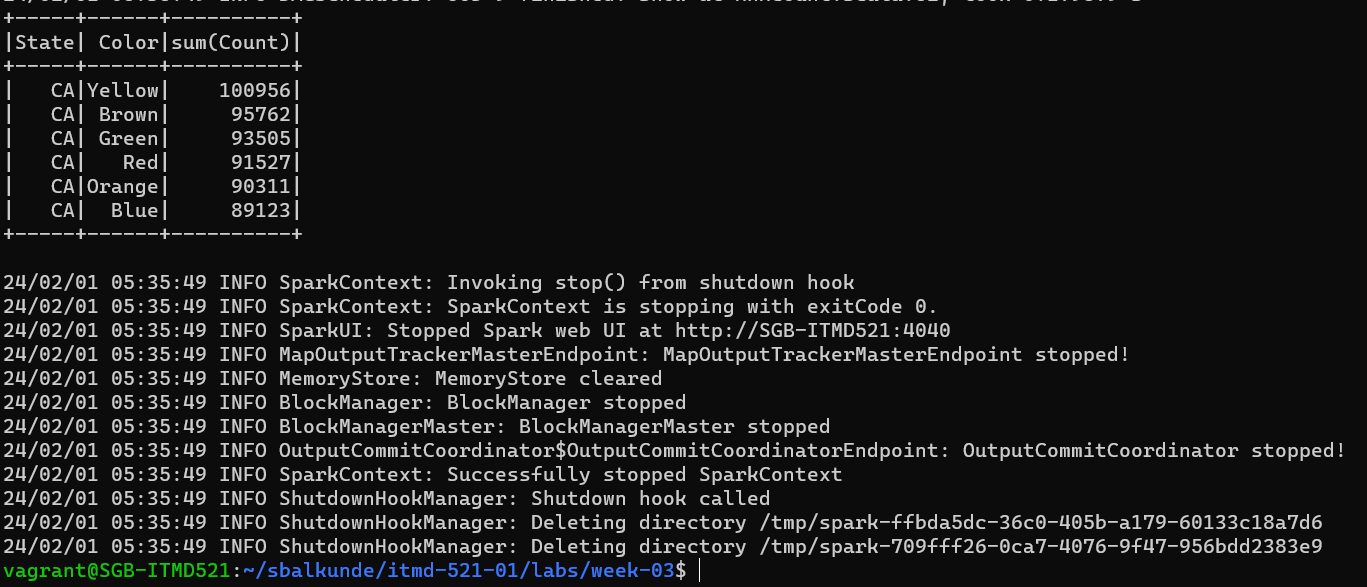 +-----+------+----------+
|State| Color|sum(Count)|
+-----+------+----------+
|   CA|Yellow|    100956|
|   CA| Brown|     95762|
|   CA| Green|     93505|
|   CA|   Red|     91527|
|   CA|Orange|     90311|
|   CA|  Blue|     89123|
+-----+------+----------+
24/02/01 05:35:49 INFO SparkContext: Invoking stop() from shutdown hook
24/02/01 05:35:49 INFO SparkContext: SparkContext is stopping with exitCode 0.
24/02/01 05:35:49 INFO SparkUI: Stopped Spark web UI at http://SGB-ITMD521:4040
24/02/01 05:35:49 INFO MapOutputTrackerMasterEndpoint: MapOutputTrackerMasterEndpoint stopped!
24/02/01 05:35:49 INFO MemoryStore: MemoryStore cleared
24/02/01 05:35:49 INFO BlockManager: BlockManager stopped
24/02/01 05:35:49 INFO BlockManagerMaster: BlockManagerMaster stopped
24/02/01 05:35:49 INFO OutputCommitCoordinator$OutputCommitCoordinatorEndpoint: OutputCommitCoordinator stopped!
24/02/01 05:35:49 INFO SparkContext: Successfully stopped SparkContext
24/02/01 05:35:49 INFO ShutdownHookManager: Shutdown hook called
24/02/01 05:35:49 INFO ShutdownHookManager: Deleting directory /tmp/spark-ffbda5dc-36c0-405b-a179-60133c18a7d6
24/02/01 05:35:49 INFO ShutdownHookManager: Deleting directory /tmp/spark-709fff26-0ca7-4076-9f47-956bdd2383e9
vagrant@SGB-ITMD521:~/sbalkunde/itmd-521-01/labs/week-03$